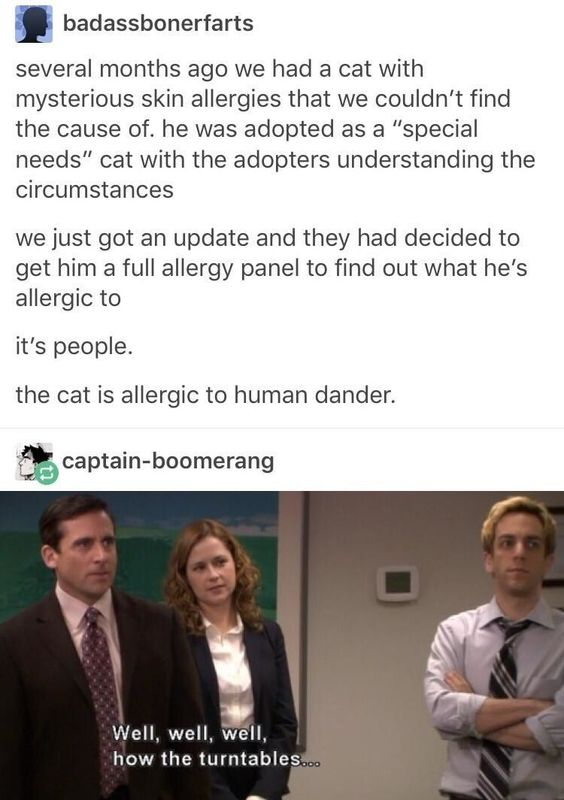 badassbonerfarts
several months ago we had a cat with
mysterious skin allergies that we couldn't find
the cause of. he was adopted as a “special
needs” cat with the adopters understanding the
circumstances
we just got an update and they had decided to
get him a full allergy panel to find out what he's
allergic to
it's people.
the cat is allergic to human dander.
captain-boomerang
Well, well, well,
how the turntables...